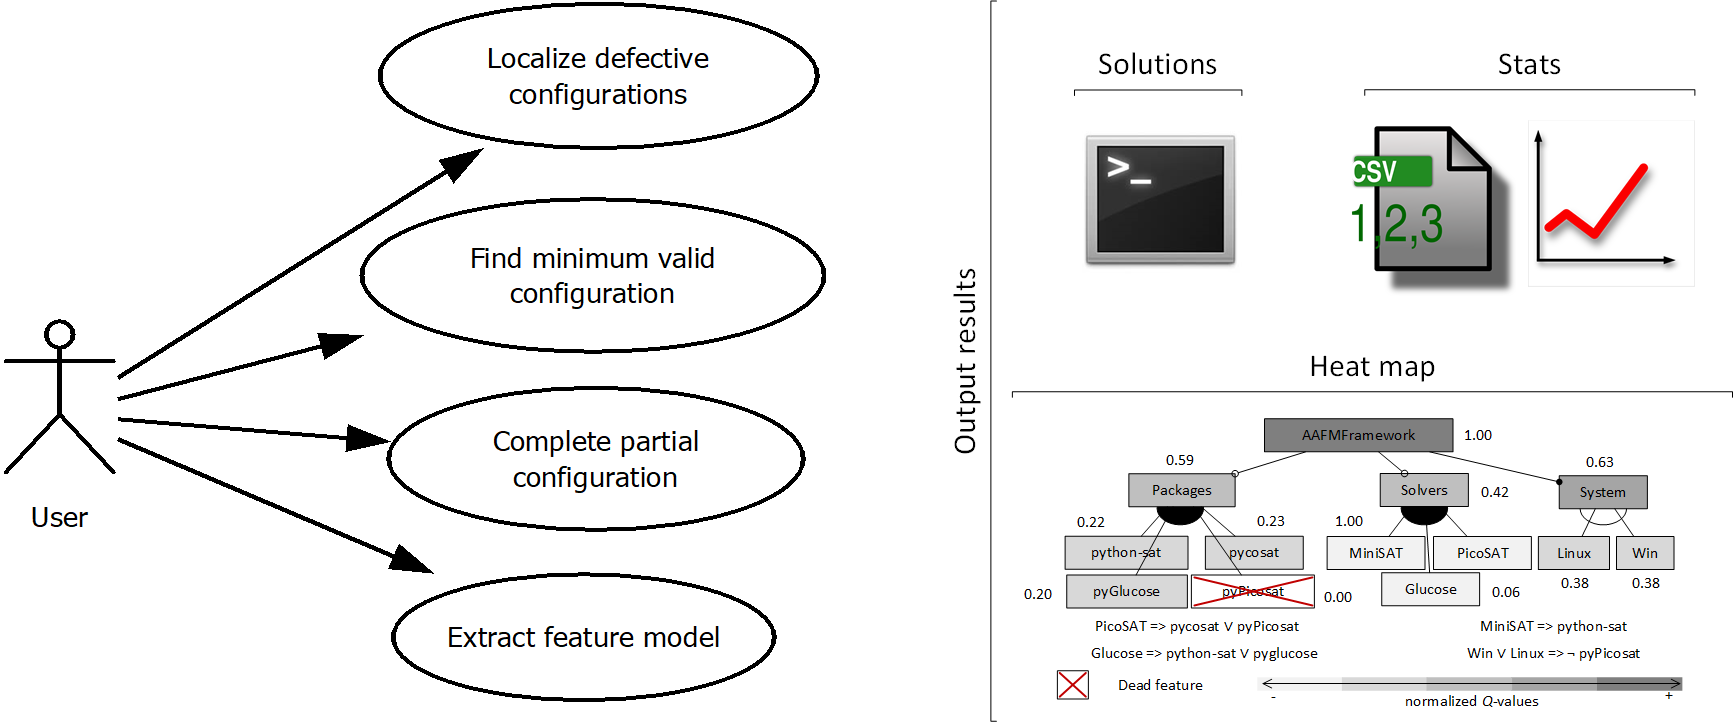 Localize defective
configurations
Find minimum valid
configuration
Complete partial
configuration
Extract feature model
User
Output results
Solutions
Stats
>_
CSV
1,2,3
Heat map
AAFMFramework
1.00
0.59
Packages
Solvers
0.42
0.63
System
0.22
0.23
1.00
python-sat
pycosat
MiniSAT
PicoSAT
Linux
Win
0.20
pyGlucose
pyPicosat
0.00
Glucose
0.06
0.38
0.38
PicoSAT => pycosat V pyPicosat
MiniSAT => python-sat
Glucose => python-sat V pyglucose
Win V Linux => ¬ pyPicosat
Dead feature
- +
normalized Q-values